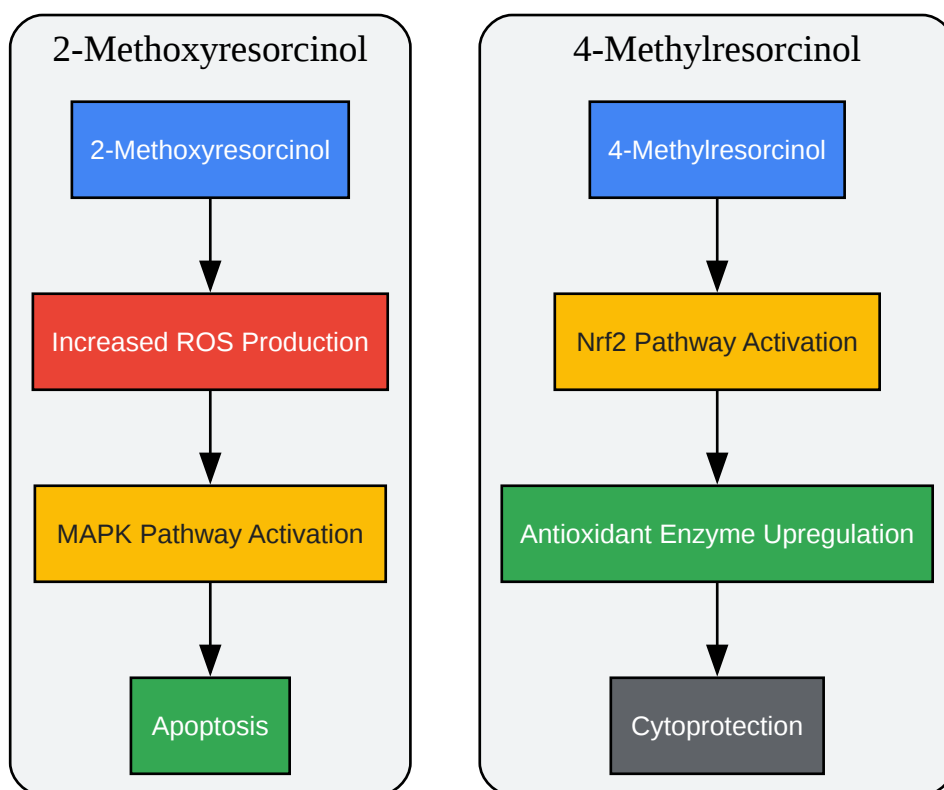 2-Methoxyresorcinol
2-Methoxyresorcinol
Increased ROS Production
MAPK Pathway Activation
Apoptosis
4-Methylresorcinol
4-Methylresorcinol
Nrf2 Pathway Activation
Antioxidant Enzyme Upregulation
Cytoprotection